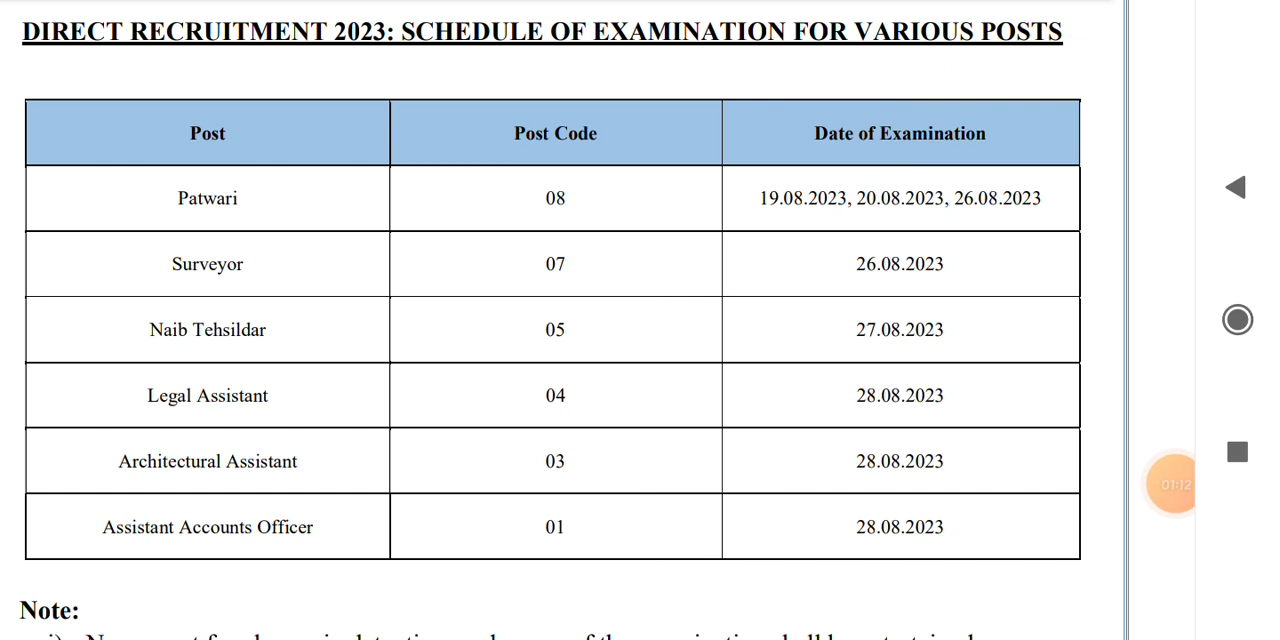 DIRECT RECRUITMENT 2023: SCHEDULE OF EXAMINATION FOR VARIOUS POSTS
Post Post Code Date of Examination
Patwari 08 19.08.2023, 20.08.2023, 26.08.2023
Surveyor 07 26.08.2023
Naib Tehsildar 05 27.08.2023
Legal Assistant 04 28.08.2023
Architectural Assistant 03 28.08.2023
Assistant Accounts Officer 01 28.08.2023
01:12
Note: